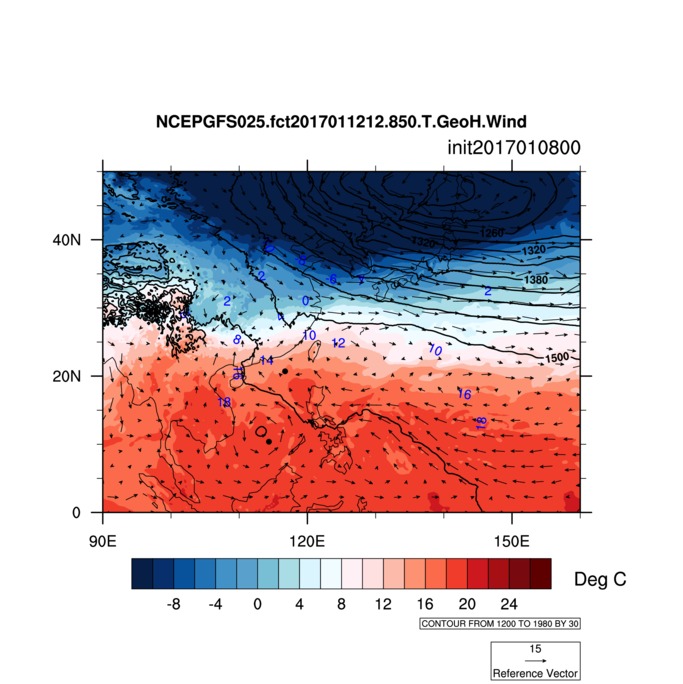 NCEPGFS025.fct2017011212.850.T.GeoH.Wind
init2017010800
40N
20N
0
1260
1320
1320
1380
1500
2
2
0
2
8
10
12
10
14
16
18
18
90E
120E
150E
-8 -4 0 4 8 12 16 20 24
Deg C
CONTOUR FROM 1200 TO 1980 BY 30
15
Reference Vector